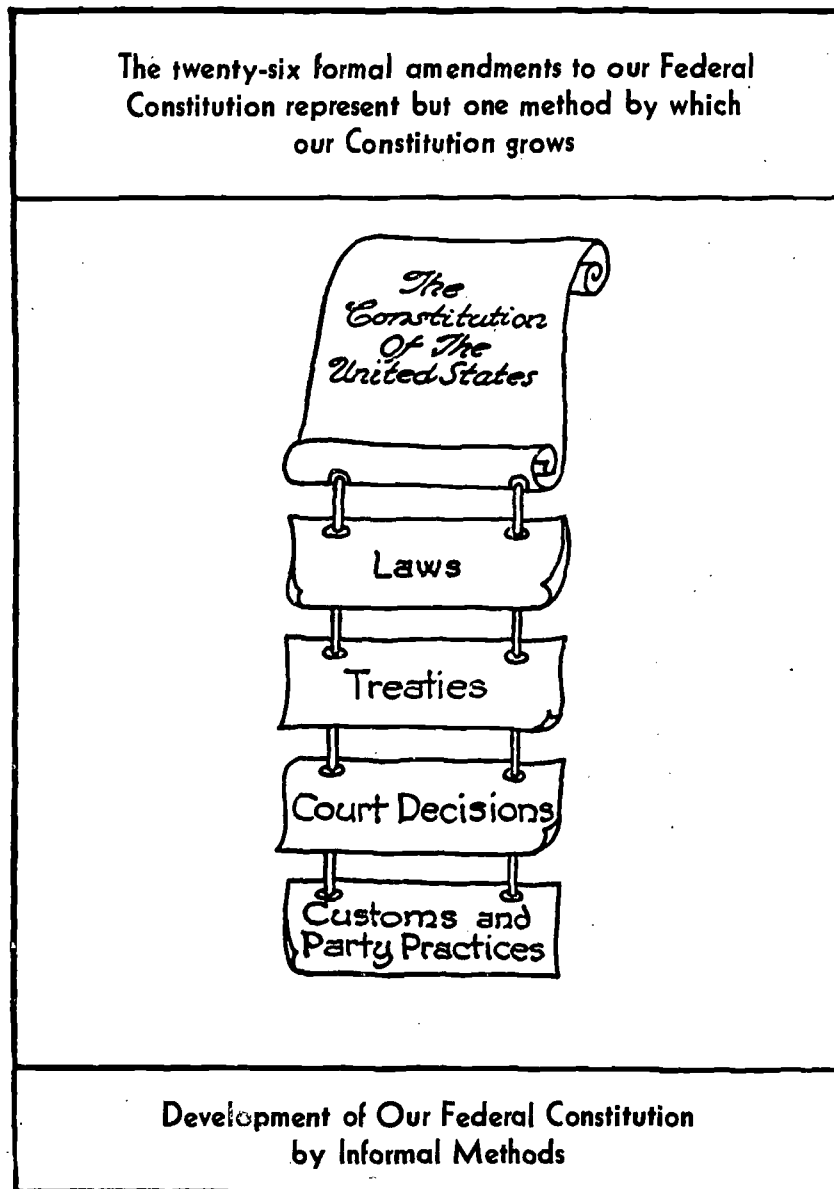 The twenty-six formal amendments to our Federal
Constitution represent but one method by which
our Constitution grows
The
Constitution
Of The
United States
Laws
Treaties
Court Decisions
Customs and
Party Practices
Development of Our Federal Constitution
by Informal Methods